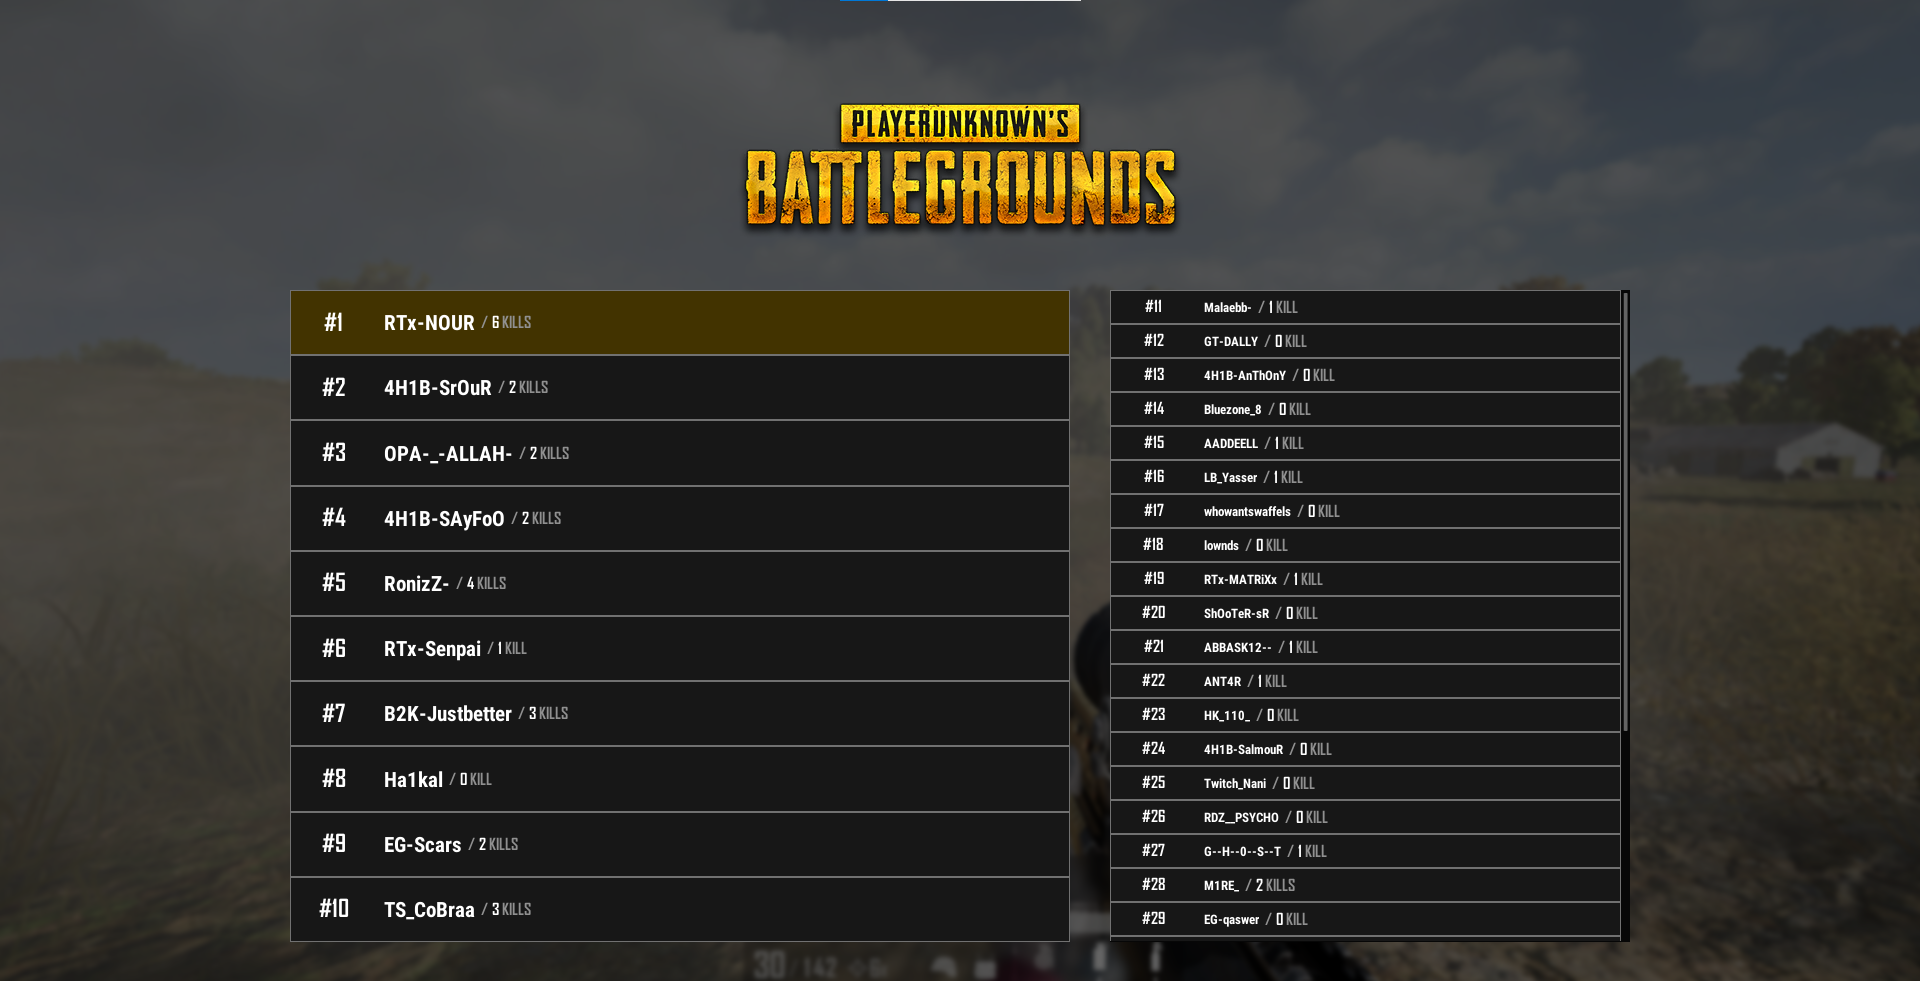 PLAYERUNKNOWN'S
BATTLEGROUNDS
#1 RTx-NOUR / 6 KILLS
#2 4H1B-SrOuR / 2 KILLS
#3 OPA-_-ALLAH- / 2 KILLS
#4 4H1B-SAyFoO / 2 KILLS
#5 RonizZ- / 4 KILLS
#6 RTx-Senpai / 1 KILL
#7 B2K-Justbetter / 3 KILLS
#8 Ha1kal / 0 KILL
#9 EG-Scars / 2 KILLS
#10 TS_CoBraa / 3 KILLS
#11 Malaebb- / 1 KILL
#12 GT-DALLY / 0 KILL
#13 4H1B-AnThOnY / 0 KILL
#14 Bluezone_8 / 0 KILL
#15 AADDEELL / 1 KILL
#16 LB_Yasser / 1 KILL
#17 whowantswaffels / 0 KILL
#18 lownds / 0 KILL
#19 RTx-MATRiXx / 1 KILL
#20 ShOoTeR-sR / 0 KILL
#21 ABBASK12-- / 1 KILL
#22 ANT4R / 1 KILL
#23 HK_110_ / 0 KILL
#24 4H1B-SalmouR / 0 KILL
#25 Twitch_Nani / 0 KILL
#26 RDZ__PSYCHO / 0 KILL
#27 G--H--0--S--T / 1 KILL
#28 M1RE_ / 2 KILLS
#29 EG-qaswer / 0 KILL
30 / 142